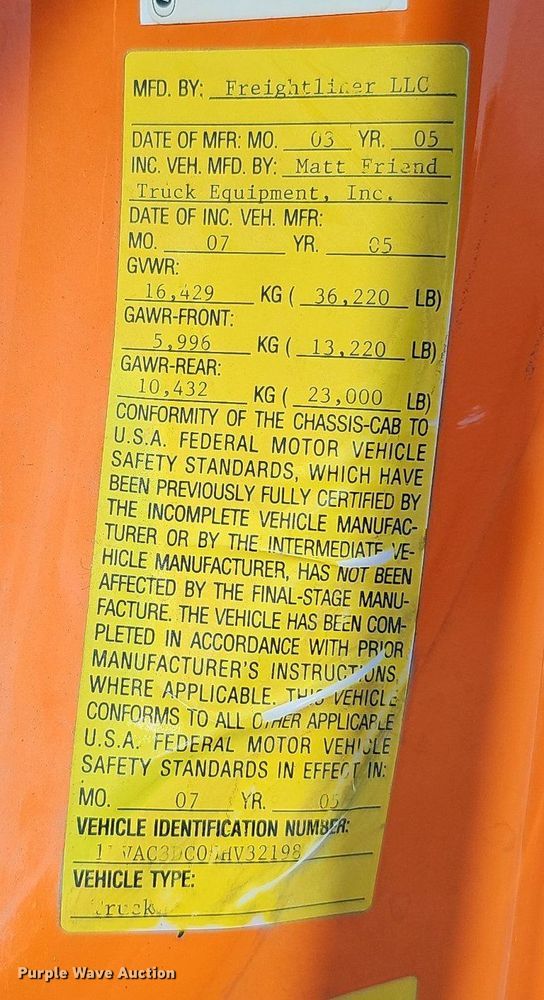 MFD. BY: Freightliner LLC
DATE OF MFR: MO. 03 YR. 05
INC. VEH. MFD. BY: Matt Friend
Truck Equipment, Inc.
DATE OF INC. VEH. MFR:
MO. 07 YR. 05
GVWR:
16,429 KG ( 36,220 LB)
GAWR-FRONT:
5,996 KG ( 13,220 LB)
GAWR-REAR:
10,432 KG ( 23,000 LB)
CONFORMITY OF THE CHASSIS-CAB TO
U.S.A. FEDERAL MOTOR VEHICLE
SAFETY STANDARDS, WHICH HAVE
BEEN PREVIOUSLY FULLY CERTIFIED BY
THE INCOMPLETE VEHICLE MANUFAC-
TURER OR BY THE INTERMEDIATE VE-
HICLE MANUFACTURER, HAS NOT BEEN
AFFECTED BY THE FINAL-STAGE MANU-
FACTURE. THE VEHICLE HAS BEEN COM-
PLETED IN ACCORDANCE WITH PRIOR
MANUFACTURER'S INSTRUCTIONS
WHERE APPLICABLE. THIS VEHICLE
CONFORMS TO ALL OTHER APPLICABLE
U.S.A. FEDERAL MOTOR VEHICLE
SAFETY STANDARDS IN EFFECT IN:
MO. 07 YR. 05
VEHICLE IDENTIFICATION NUMBER:
VEHICLE TYPE:
Truck
Purple Wave Auction